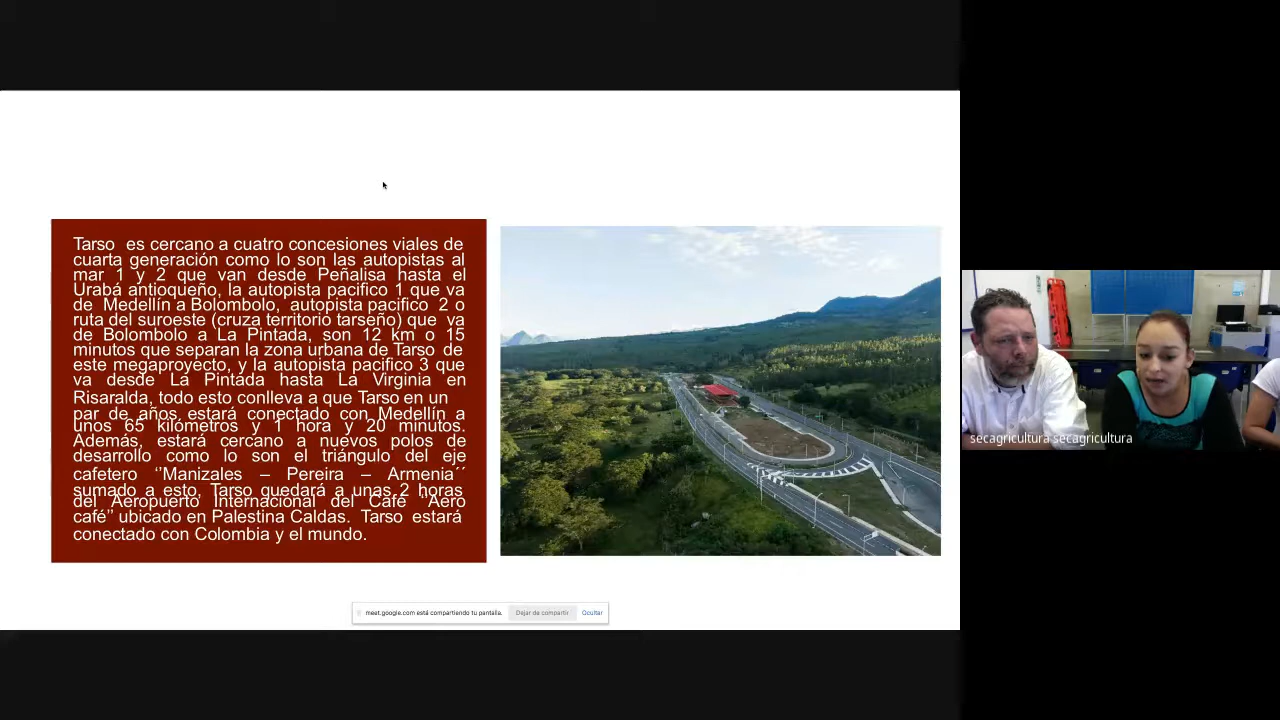 Tarso es cercano a cuatro concesiones viales de
cuarta generación como lo son las autopistas al
mar 1 y 2 que van desde Peñalisa hasta el
Urabá antioqueño, la autopista pacifico 1 que va
de Medellín a Bolombolo, autopista pacifico 2 o
ruta del suroeste (cruza territorio tarseño) que va
de Bolombolo a La Pintada, son 12 km o 15
minutos que separan la zona urbana de Tarso de
este megaproyecto, y la autopista pacifico 3 que
va desde La Pintada hasta La Virginia en
Risaralda, todo esto conlleva a que Tarso en un
par de años estará conectado con Medellín a
unos 65 kilómetros y 1 hora y 20 minutos.
Además, estará cercano a nuevos polos de
desarrollo como lo son el triángulo del eje
cafetero ‘’Manizales – Pereira – Armenia´´
sumado a esto, Tarso quedará a unas 2 horas
del Aeropuerto Internacional del Café ‘’Aero
café’’ ubicado en Palestina Caldas. Tarso estará
conectado con Colombia y el mundo.
meet.google.com está compartiendo tu pantalla. Dejar de compartir Ocultar
secagricultura secagricultura